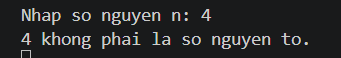 Nhap so nguyen n: 4
4 khong phai la so nguyen to.